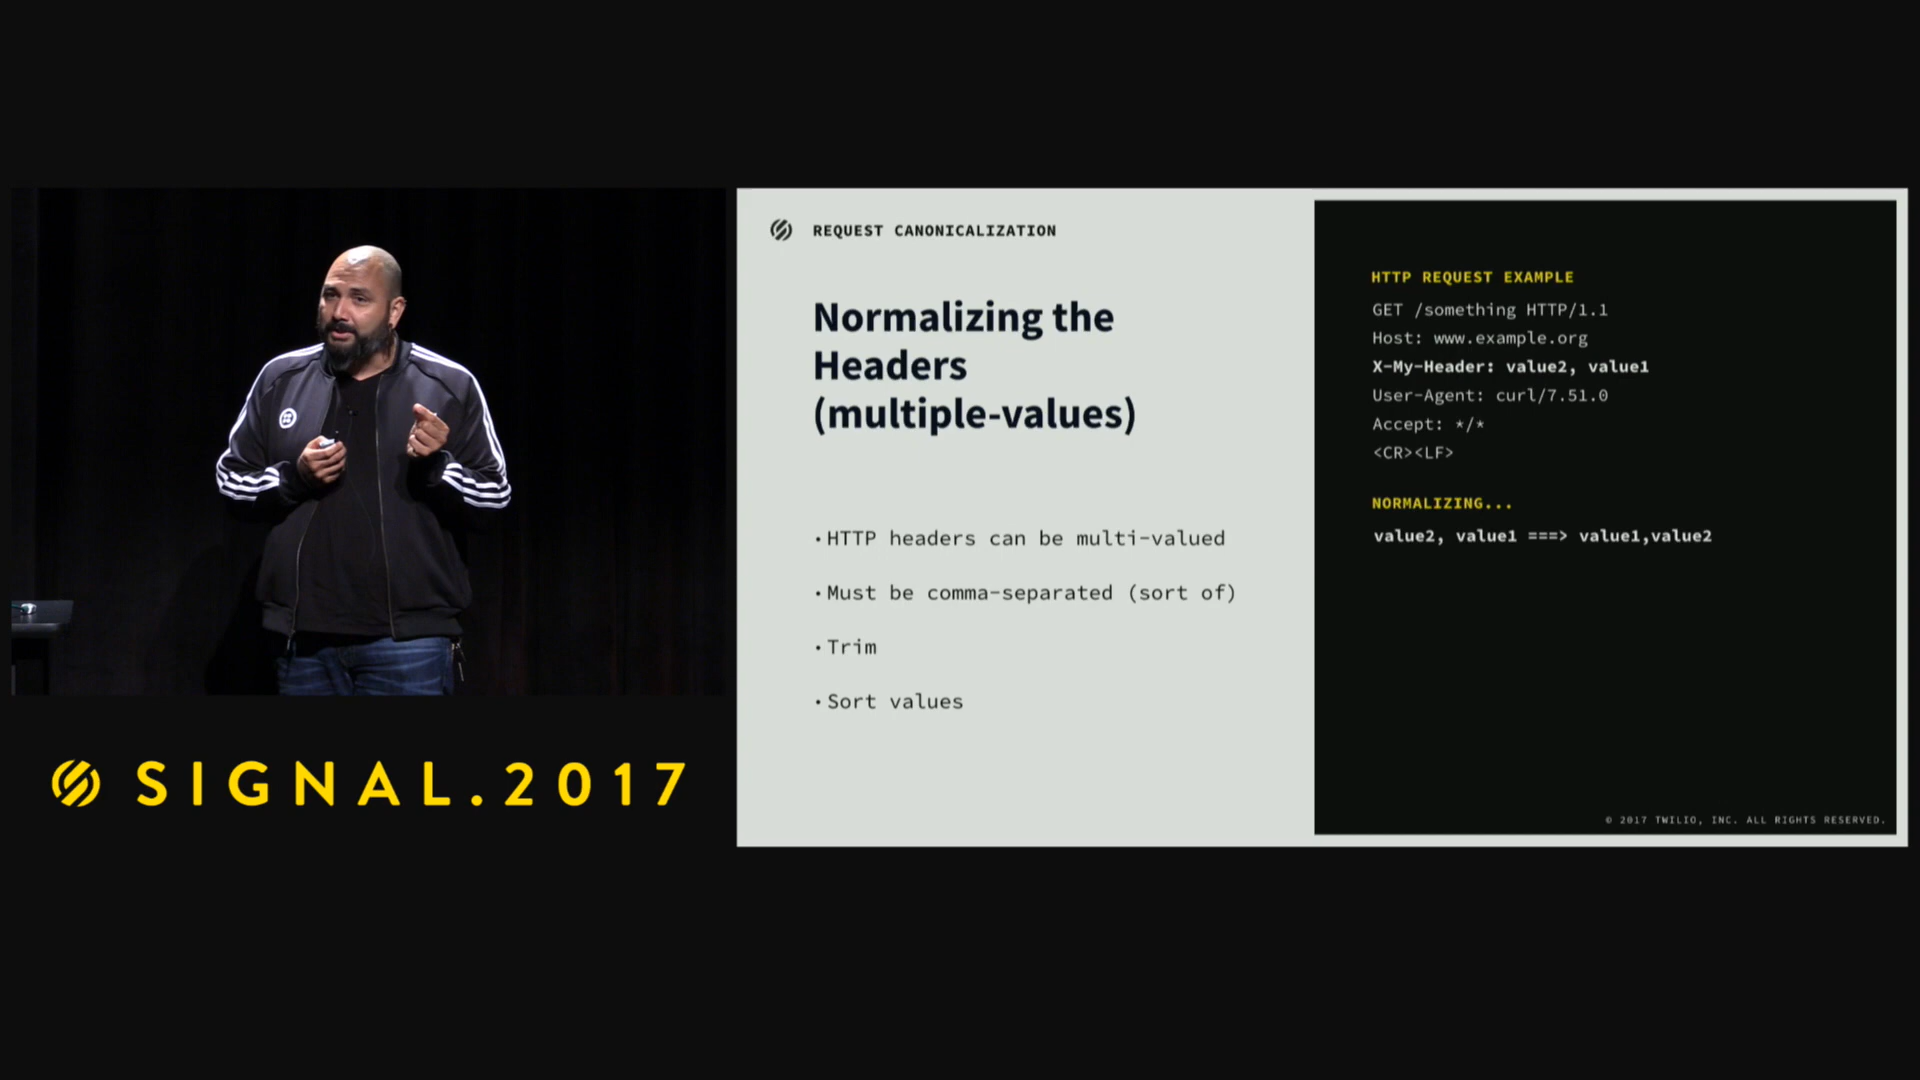 SIGNAL.2017
REQUEST CANONICALIZATION
Normalizing the
Headers
(multiple-values)
•HTTP headers can be multi-valued
•Must be comma-separated (sort of)
•Trim
•Sort values
HTTP REQUEST EXAMPLE
GET /something HTTP/1.1
Host: www.example.org
X-My-Header: value2, value1
User-Agent: curl/7.51.0
Accept: */*
<CR><LF>
NORMALIZING...
value2, value1 ===> value1,value2
© 2017 TWILIO, INC. ALL RIGHTS RESERVED.